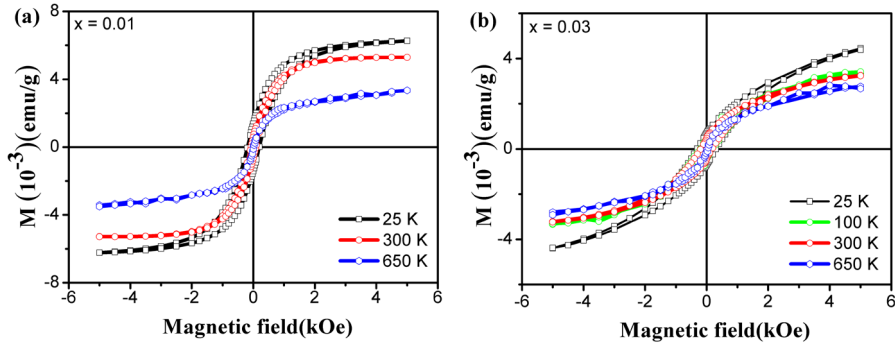 (a)
x = 0.01
M (10⁻³)(emu/g)
8
4
0
-4
-8
-6
-4
-2
0
2
4
6
Magnetic field(kOe)
25 K
300 K
650 K
(b)
x = 0.03
M (10⁻³)(emu/g)
4
0
-4
-6
-4
-2
0
2
4
6
Magnetic field(kOe)
25 K
100 K
300 K
650 K